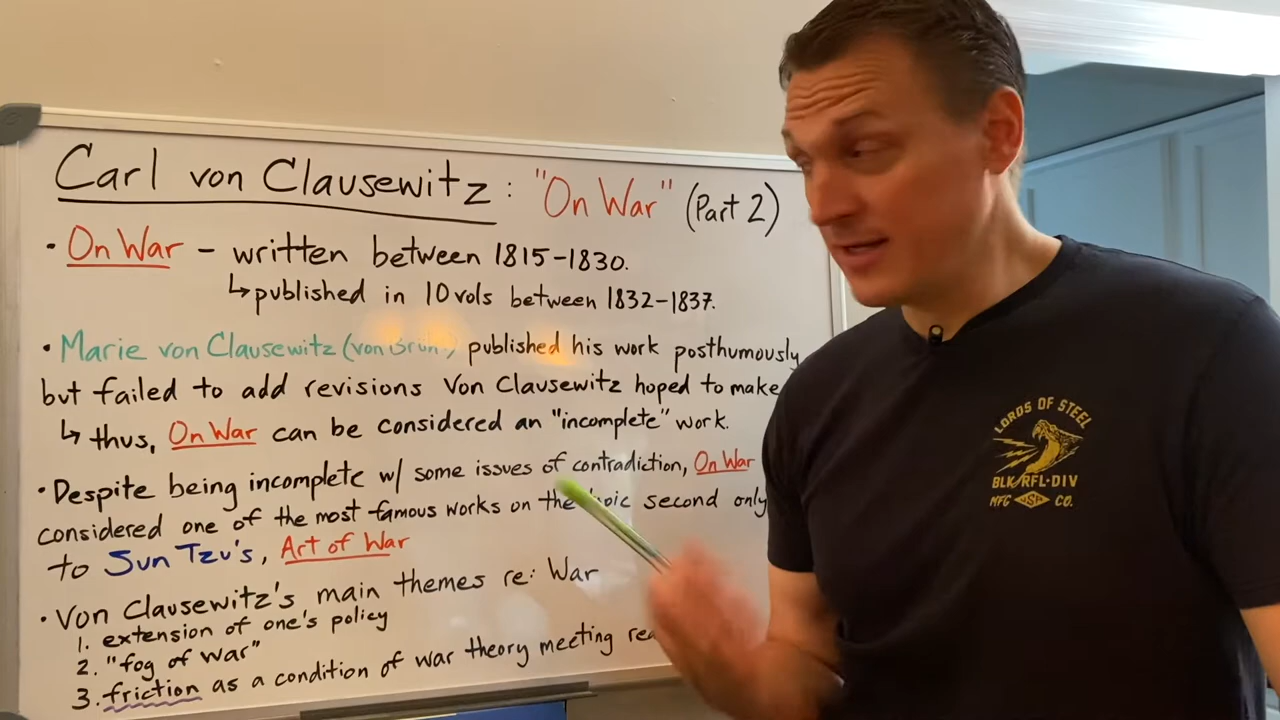 Carl von Clausewitz: "On War" (Part 2)
• On War – written between 1815–1830.
↳ published in 10 vols between 1832–1837.
• Marie von Clausewitz (von Brühl) published his work posthumously
but failed to add revisions Von Clausewitz hoped to make
↳ thus, On War can be considered an "incomplete" work.
• Despite being incomplete w/ some issues of contradiction, On War
considered one of the most famous works on the topic second only
to Sun Tzu's, Art of War
• Von Clausewitz's main themes re: War
1. extension of one's policy
2. "fog of war"
3. friction as a condition of war theory meeting
LORDS OF STEEL
BLK/RFL-DIV
MFG USA CO.